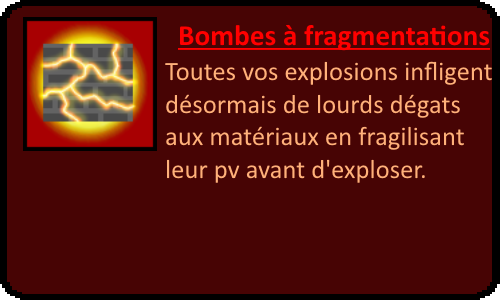 Bombes à fragmentations
Toutes vos explosions infligent
désormais de lourds dégats
aux matériaux en fragilisant
leur pv avant d'exploser.